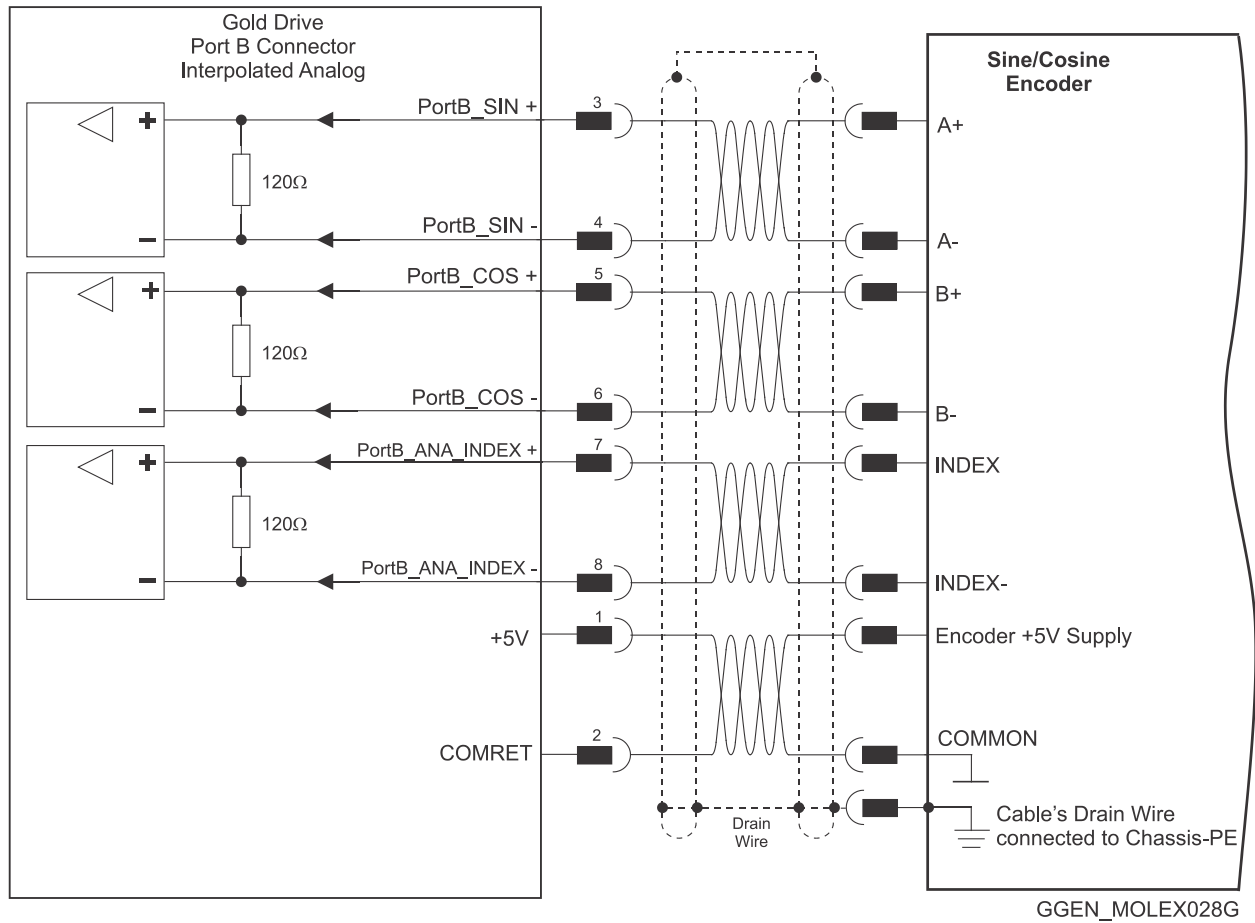 Gold Drive
Port B Connector
Interpolated Analog
Sine/Cosine
Encoder
PortB_SIN +
3
A+
120Ω
PortB_SIN -
4
A-
PortB_COS +
5
B+
120Ω
PortB_COS -
6
B-
PortB_ANA_INDEX +
7
INDEX
120Ω
PortB_ANA_INDEX -
8
INDEX-
+5V
1
Encoder +5V Supply
COMRET
2
COMMON
Drain
Wire
Cable's Drain Wire
connected to Chassis-PE
GGEN_MOLEX028G